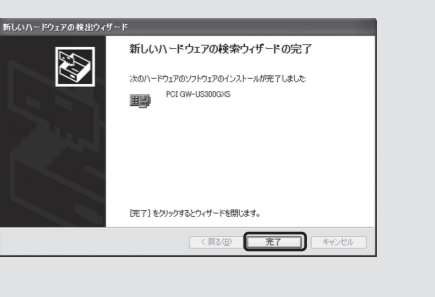 新しいハードウェアの検出ウィザード
新しいハードウェアの検索ウィザードの完了
次のハードウェアのソフトウェアのインストールが完了しました:
PCI GW-US300GXS
[完了] をクリックするとウィザードを閉じます。
< 戻る(B)
完了
キャンセル